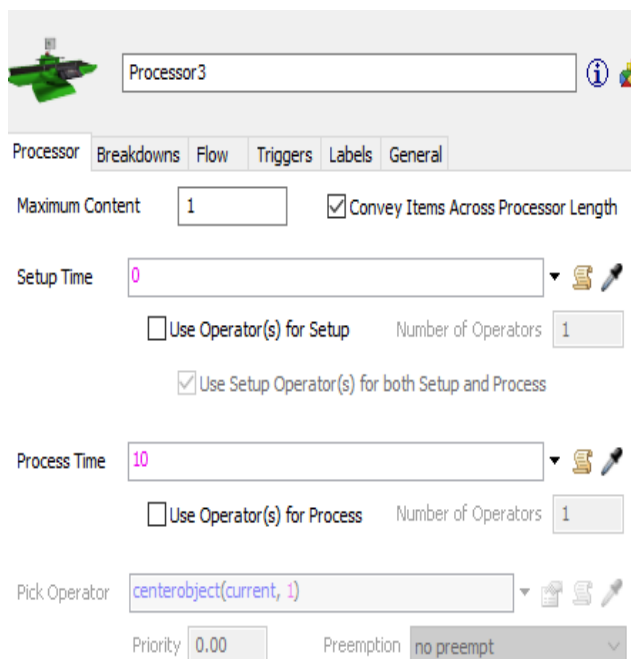 Processor3
Processor Breakdowns Flow Triggers Labels General
Maximum Content 1 Convey Items Across Processor Length
Setup Time 0
Use Operator(s) for Setup Number of Operators 1
Use Setup Operator(s) for both Setup and Process
Process Time 10
Use Operator(s) for Process Number of Operators 1
Pick Operator centerobject(current, 1)
Priority 0.00 Preemption no preempt